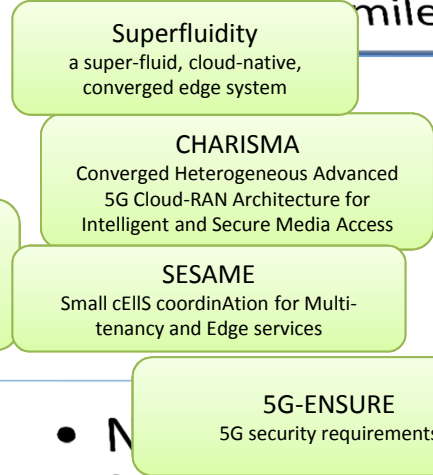 Superfluidity
a super-fluid, cloud-native,
converged edge system
CHARISMA
Converged Heterogeneous Advanced
5G Cloud-RAN Architecture for
Intelligent and Secure Media Access
SESAME
Small cEllS coordinAtion for Multi-
tenancy and Edge services
5G-ENSURE
• N
5G security requirements